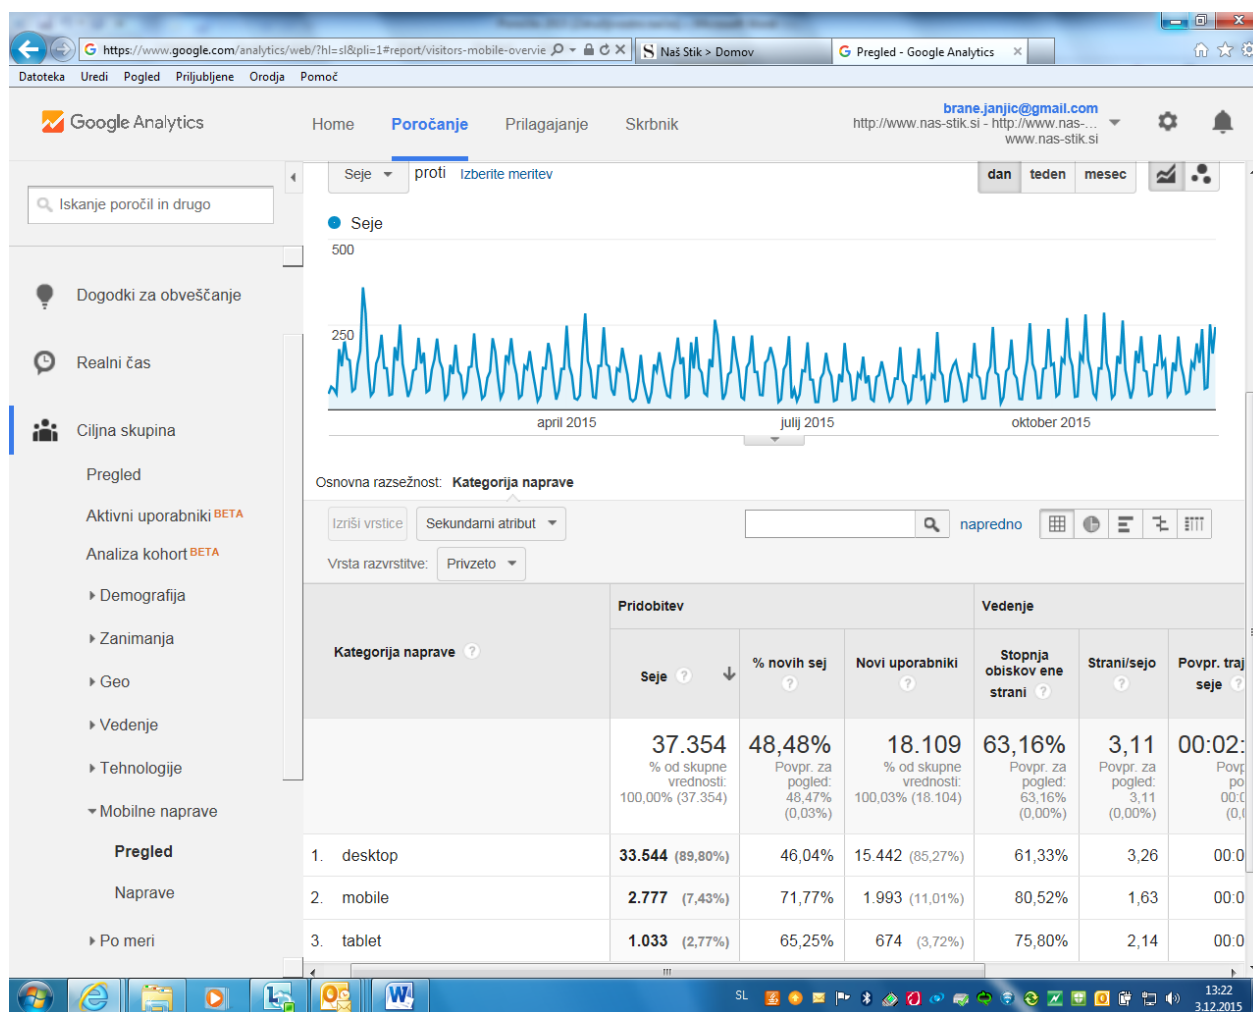 https://www.google.com/analytics/web/?hl=sl&pli=1#report/visitors-mobile-overvie
Naš Stik > Domov
Pregled - Google Analytics
Datoteka Uredi Pogled Priljubljene Orodja Pomoč
Google Analytics
Home Poročanje Prilagajanje Skrbnik
brane.janjic@gmail.com
http://www.nas-stik.si - http://www.nas-...
www.nas-stik.si
Iskanje poročil in drugo
Dogodki za obveščanje
Realni čas
Ciljna skupina
Pregled
Aktivni uporabniki BETA
Analiza kohort BETA
Demografija
Zanimanja
Geo
Vedenje
Tehnologije
Mobilne naprave
Pregled
Naprave
Po meri
Seje proti Izberite meritev
dan teden mesec
Seje
500
250
april 2015 julij 2015 oktober 2015
Osnovna razsežnost: Kategorija naprave
Izriši vrstice Sekundarni atribut
napredno
Vrsta razvrstitve: Privzeto
Pridobitev Vedenje
Kategorija naprave ?
Seje ?
% novih sej ?
Novi uporabniki ?
Stopnja obiskov ene strani ?
Strani/sejo ?
Povpr. traj
seje ?
37.354
% od skupne
vrednosti:
100,00% (37.354)
48,48%
Povpr. za
pogled:
48,47%
(0,03%)
18.109
% od skupne
vrednosti:
100,03% (18.104)
63,16%
Povpr. za
pogled:
63,16%
(0,00%)
3,11
Povpr. za
pogled:
3,11
(0,00%)
00:02:
1. desktop 33.544 (89,80%) 46,04% 15.442 (85,27%) 61,33% 3,26 00:0
2. mobile 2.777 (7,43%) 71,77% 1.993 (11,01%) 80,52% 1,63 00:0
3. tablet 1.033 (2,77%) 65,25% 674 (3,72%) 75,80% 2,14 00:0
SL
13:22
3.12.2015